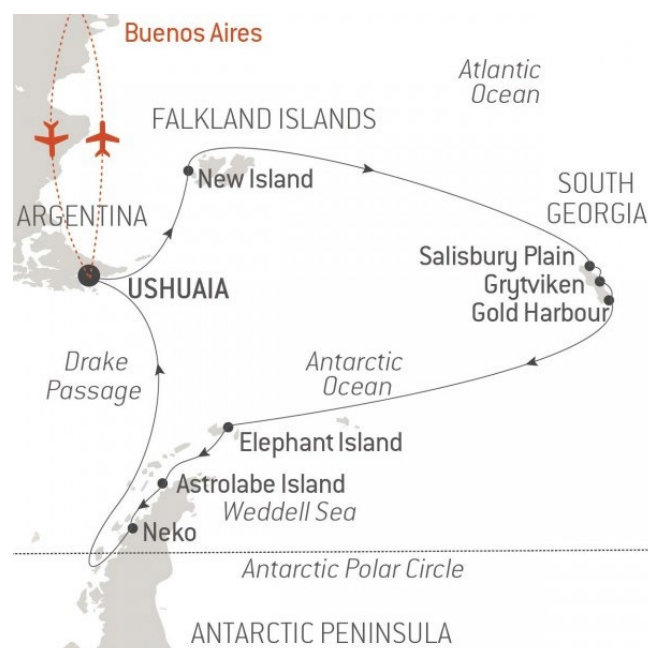 Buenos Aires
Atlantic
Ocean
FALKLAND ISLANDS
New Island
SOUTH
GEORGIA
ARGENTINA
Salisbury Plain
Grytviken
Gold Harbour
USHUAIA
Drake
Passage
Antarctic
Ocean
Elephant Island
Astrolabe Island
Weddell Sea
Neko
Antarctic Polar Circle
ANTARCTIC PENINSULA